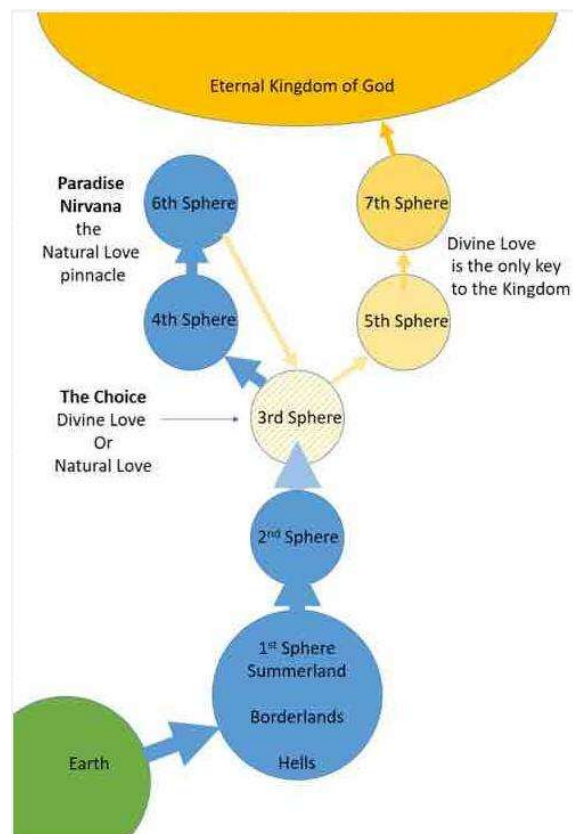 Eternal Kingdom of God
Paradise
Nirvana
the
Natural Love
pinnacle
6th Sphere
7th Sphere
Divine Love
is the only key
to the Kingdom
4th Sphere
5th Sphere
The Choice
Divine Love
Or
Natural Love
3rd Sphere
2nd Sphere
1st Sphere
Summerland
Borderlands
Hells
Earth